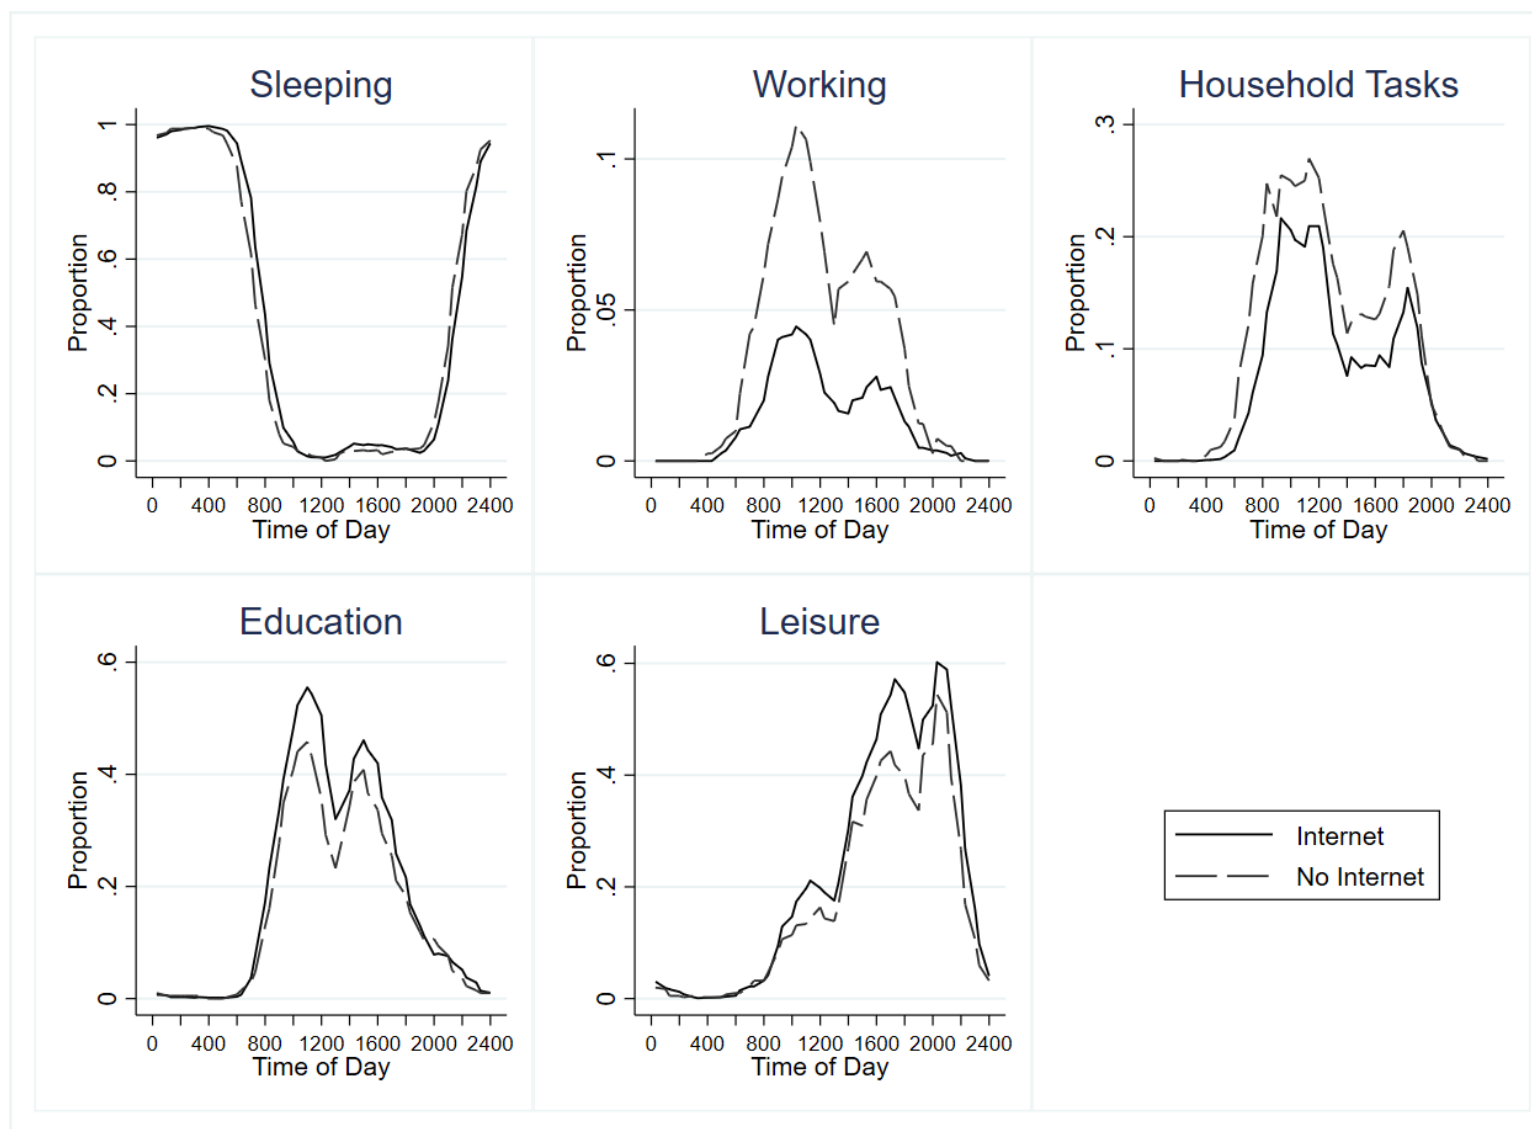 Sleeping
Proportion
0 .2 .4 .6 .8 1
0 400 800 1200 1600 2000 2400
Time of Day
Working
Proportion
0 .05 .1
0 400 800 1200 1600 2000 2400
Time of Day
Household Tasks
Proportion
0 .1 .2 .3
0 400 800 1200 1600 2000 2400
Time of Day
Education
Proportion
0 .2 .4 .6
0 400 800 1200 1600 2000 2400
Time of Day
Leisure
Proportion
0 .2 .4 .6
0 400 800 1200 1600 2000 2400
Time of Day
Internet
No Internet